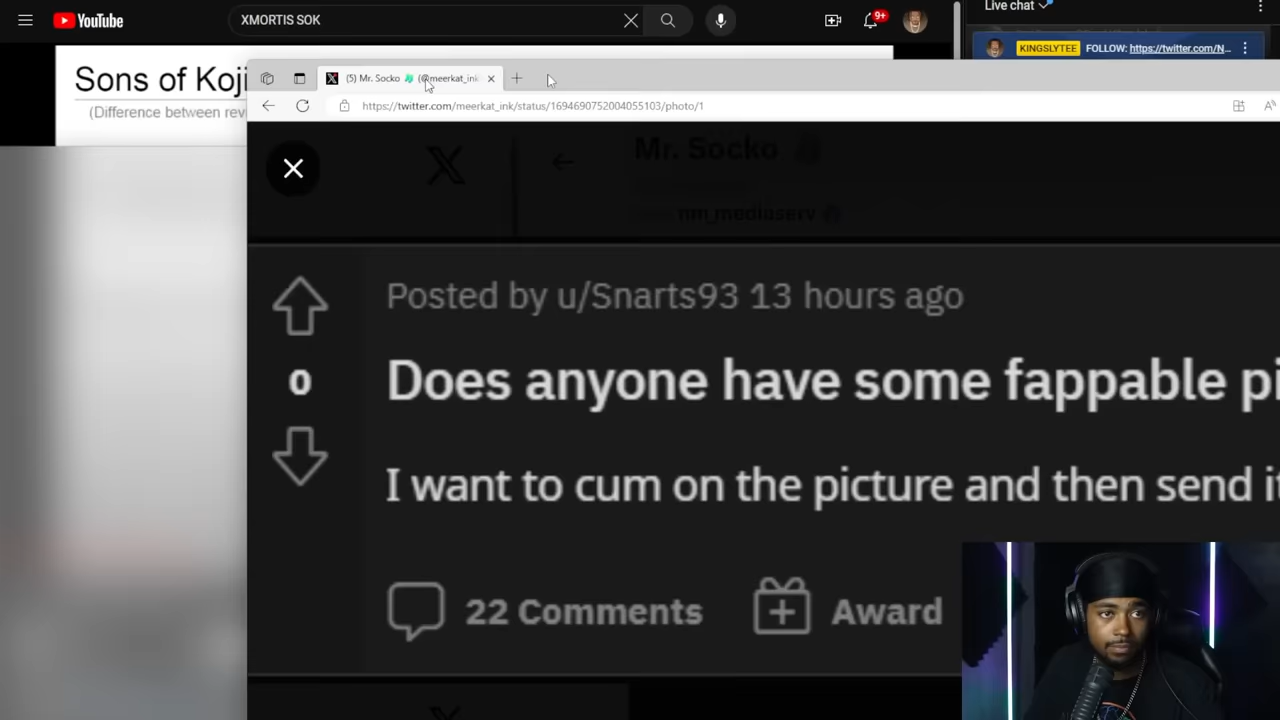 YouTube
XMORTIS SOK
9+
Live chat
KINGSLYTEE FOLLOW: https://twitter.com/N...
Sons of Koji
(Difference between rev
(5) Mr. Socko (@meerkat_ink
https://twitter.com/meerkat_ink/status/1694690752004055103/photo/1
Mr. Socko
nm_mediaserv
Posted by u/Snarts93 13 hours ago
0
Does anyone have some fappable pi
I want to cum on the picture and then send it
22 Comments
Award